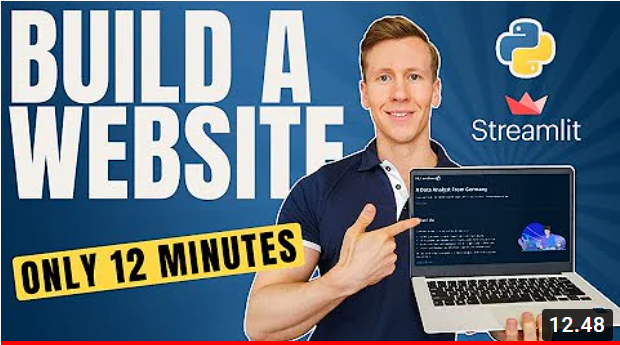 BUILD A
WEBSITE
ONLY 12 MINUTES
Streamlit
A Data Analyst From Germany
12.48